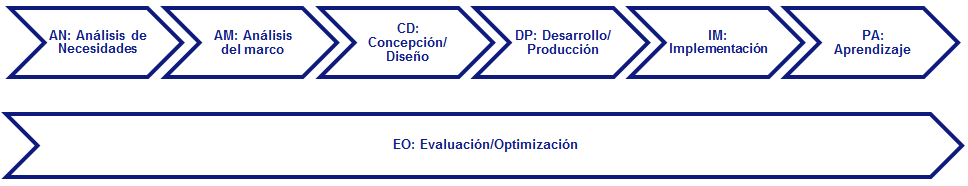 AN: Análisis de
Necesidades
AM: Análisis
del marco
CD:
Concepción/
Diseño
DP: Desarrollo/
Producción
IM:
Implementación
PA:
Aprendizaje
EO: Evaluación/Optimización